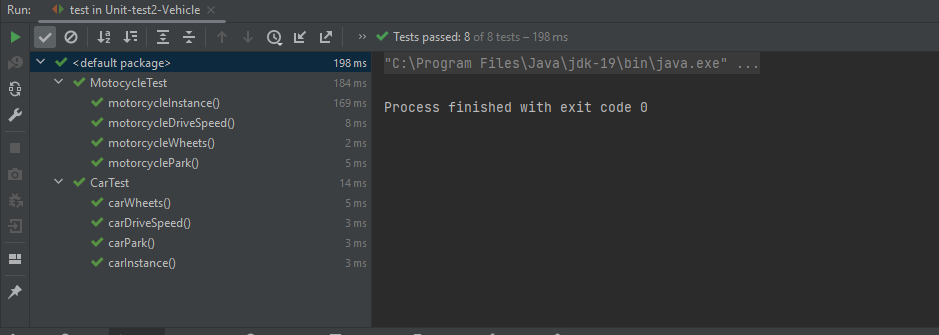 Run: test in Unit-test2-Vehicle
Tests passed: 8 of 8 tests – 198 ms
<default package> 198 ms
MotocycleTest 184 ms
motorcycleInstance() 169 ms
motorcycleDriveSpeed() 8 ms
motorcycleWheets() 2 ms
motorcyclePark() 5 ms
CarTest 14 ms
carWheets() 5 ms
carDriveSpeed() 3 ms
carPark() 3 ms
carInstance() 3 ms
"C:\Program Files\Java\jdk-19\bin\java.exe" ...
Process finished with exit code 0